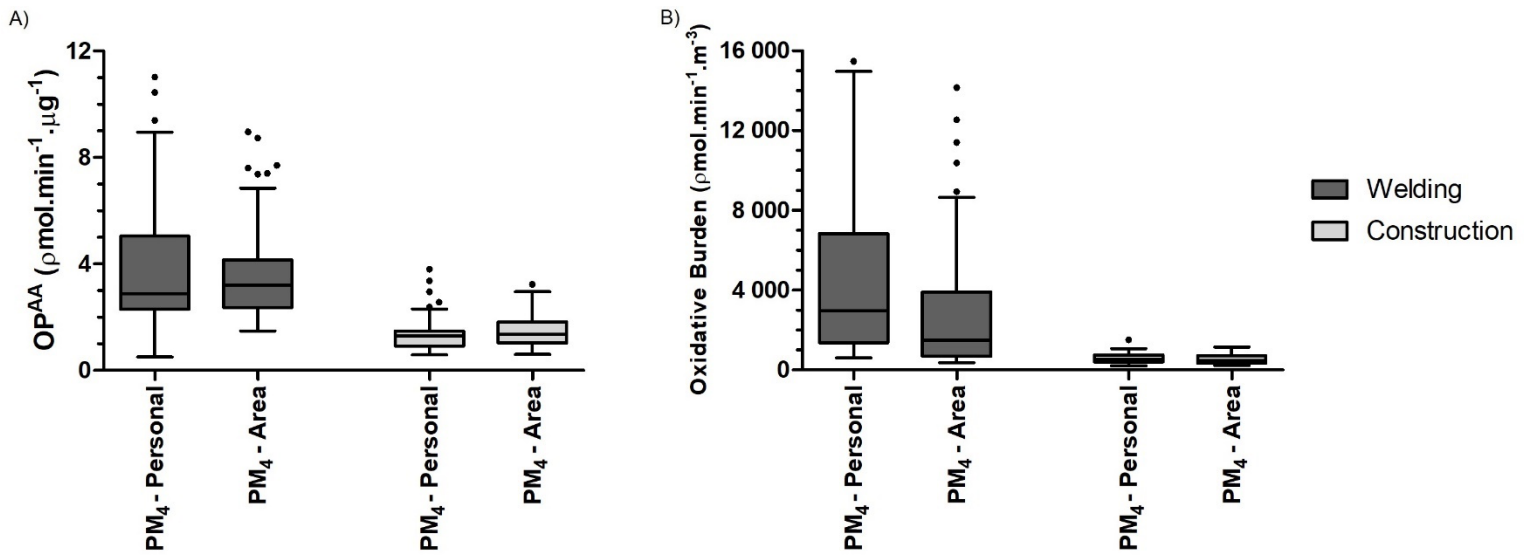 A)
OP^AA (ρmol.min⁻¹.µg⁻¹)
12
8
4
0
PM₄ - Personal
PM₄ - Area
PM₄ - Personal
PM₄ - Area
B)
Oxidative Burden (ρmol.min⁻¹.m⁻³)
16 000
12 000
8 000
4 000
0
PM₄ - Personal
PM₄ - Area
PM₄ - Personal
PM₄ - Area
Welding
Construction